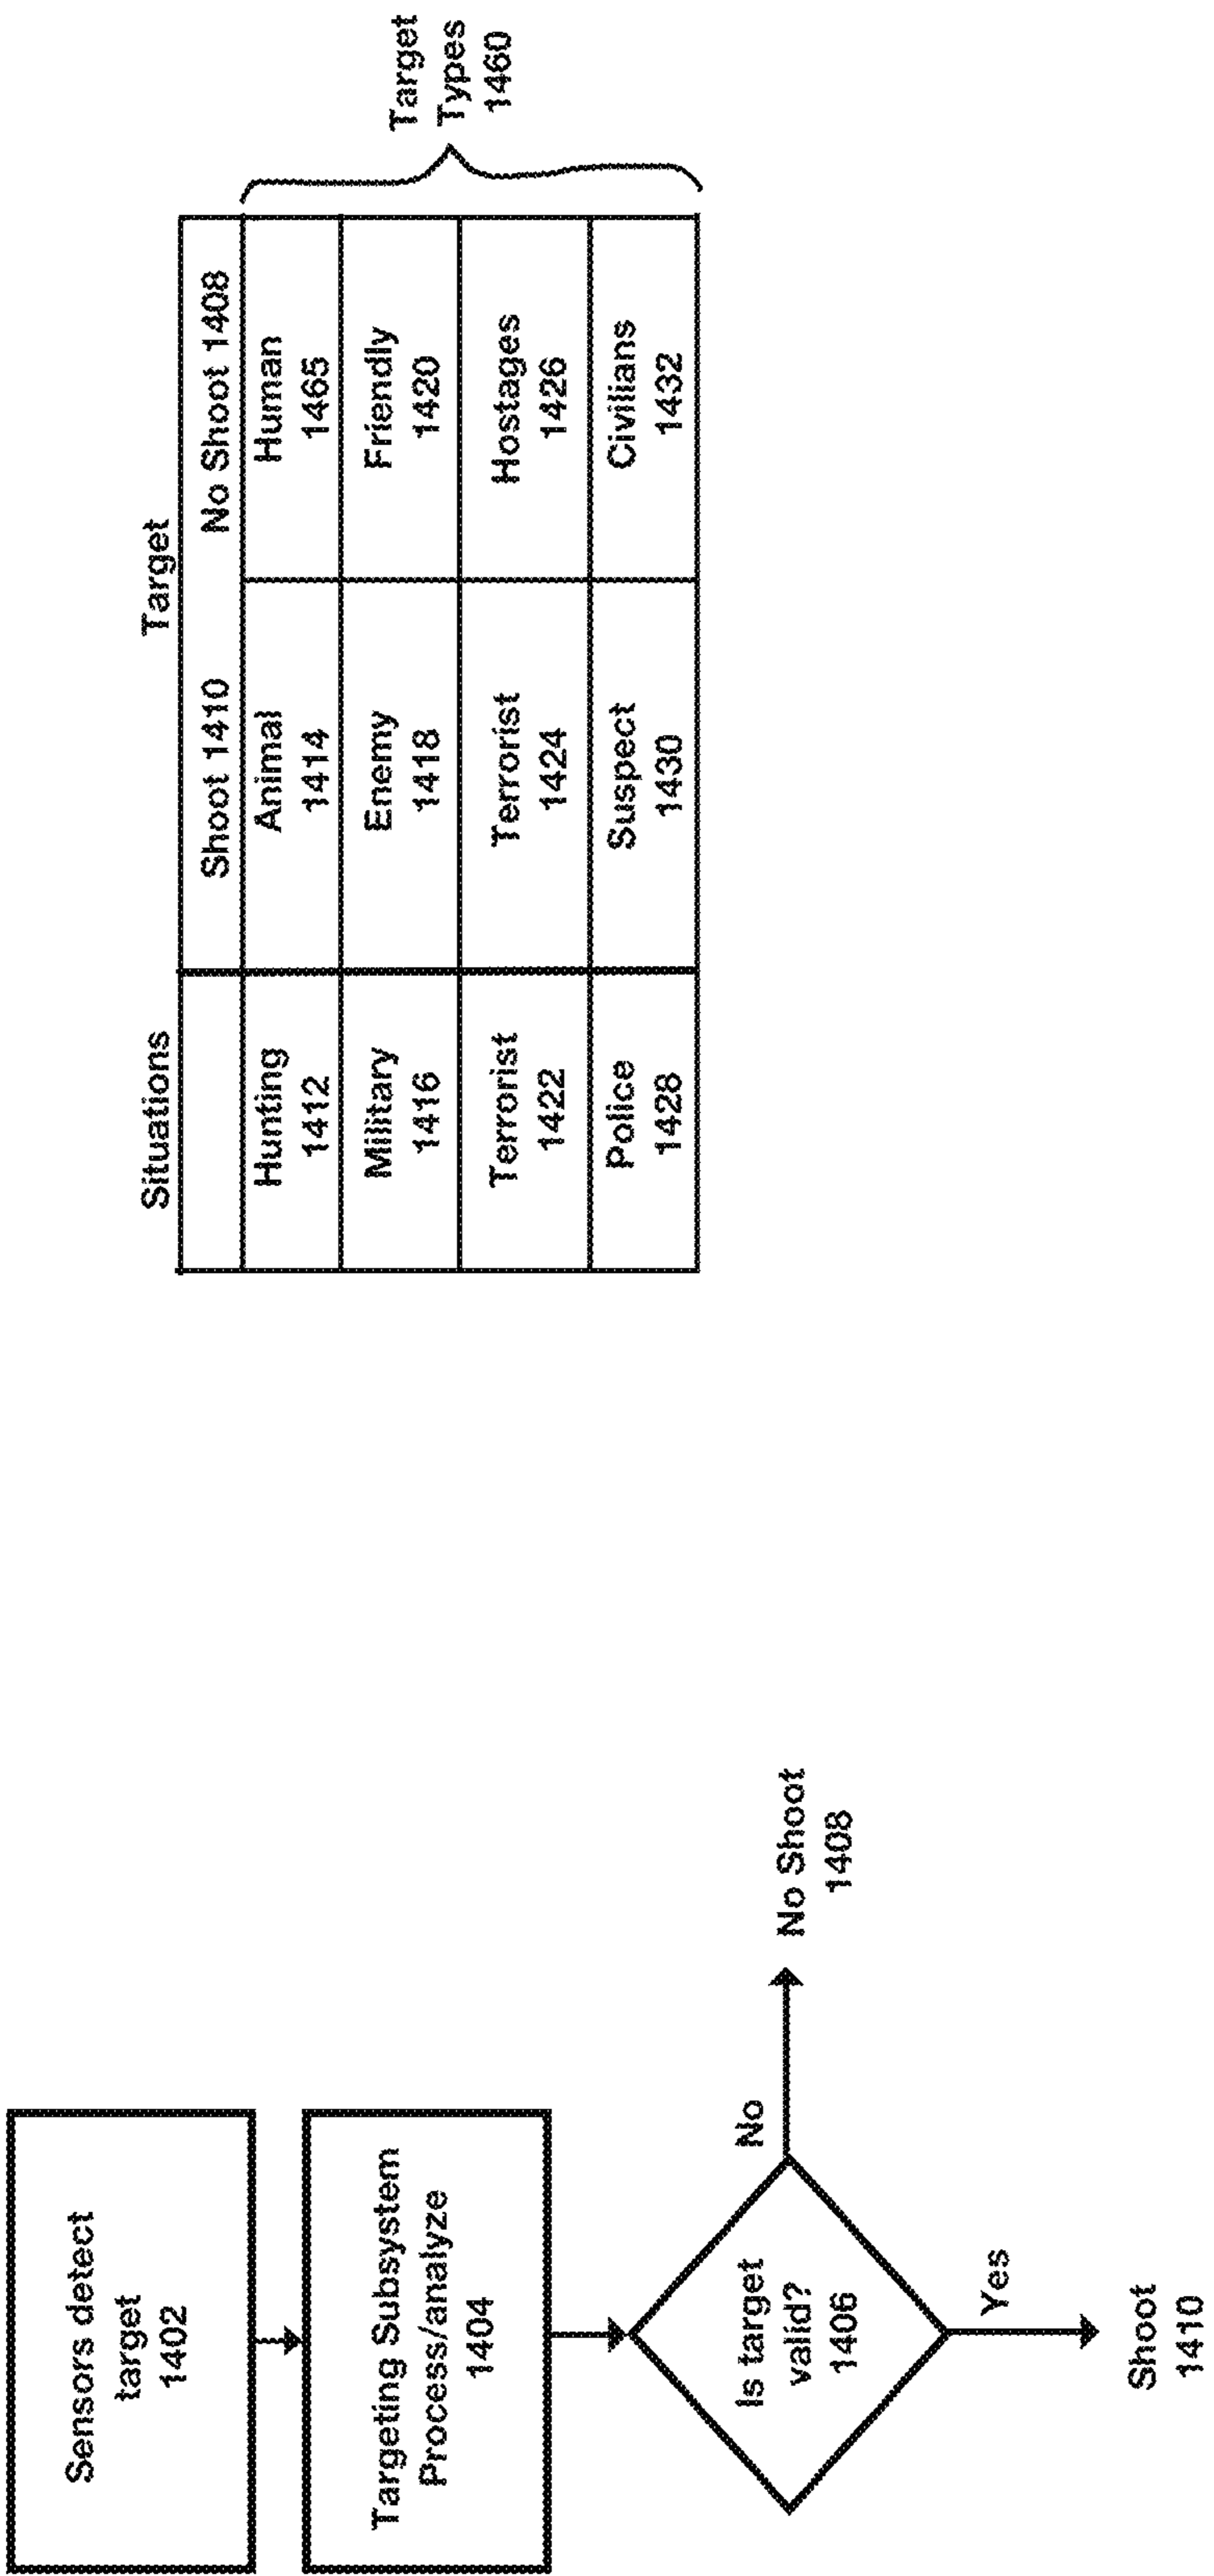 Sensors detect
target
1402
Targeting Subsystem
Process/analyze
1404
Is target
valid?
1406
No
No Shoot
1408
Yes
Shoot
1410
Situations
Target
Shoot 1410
No Shoot 1408
Hunting
1412
Animal
1414
Human
1465
Military
1416
Enemy
1418
Friendly
1420
Terrorist
1422
Terrorist
1424
Hostages
1426
Police
1428
Suspect
1430
Civilians
1432
Target
Types
1460